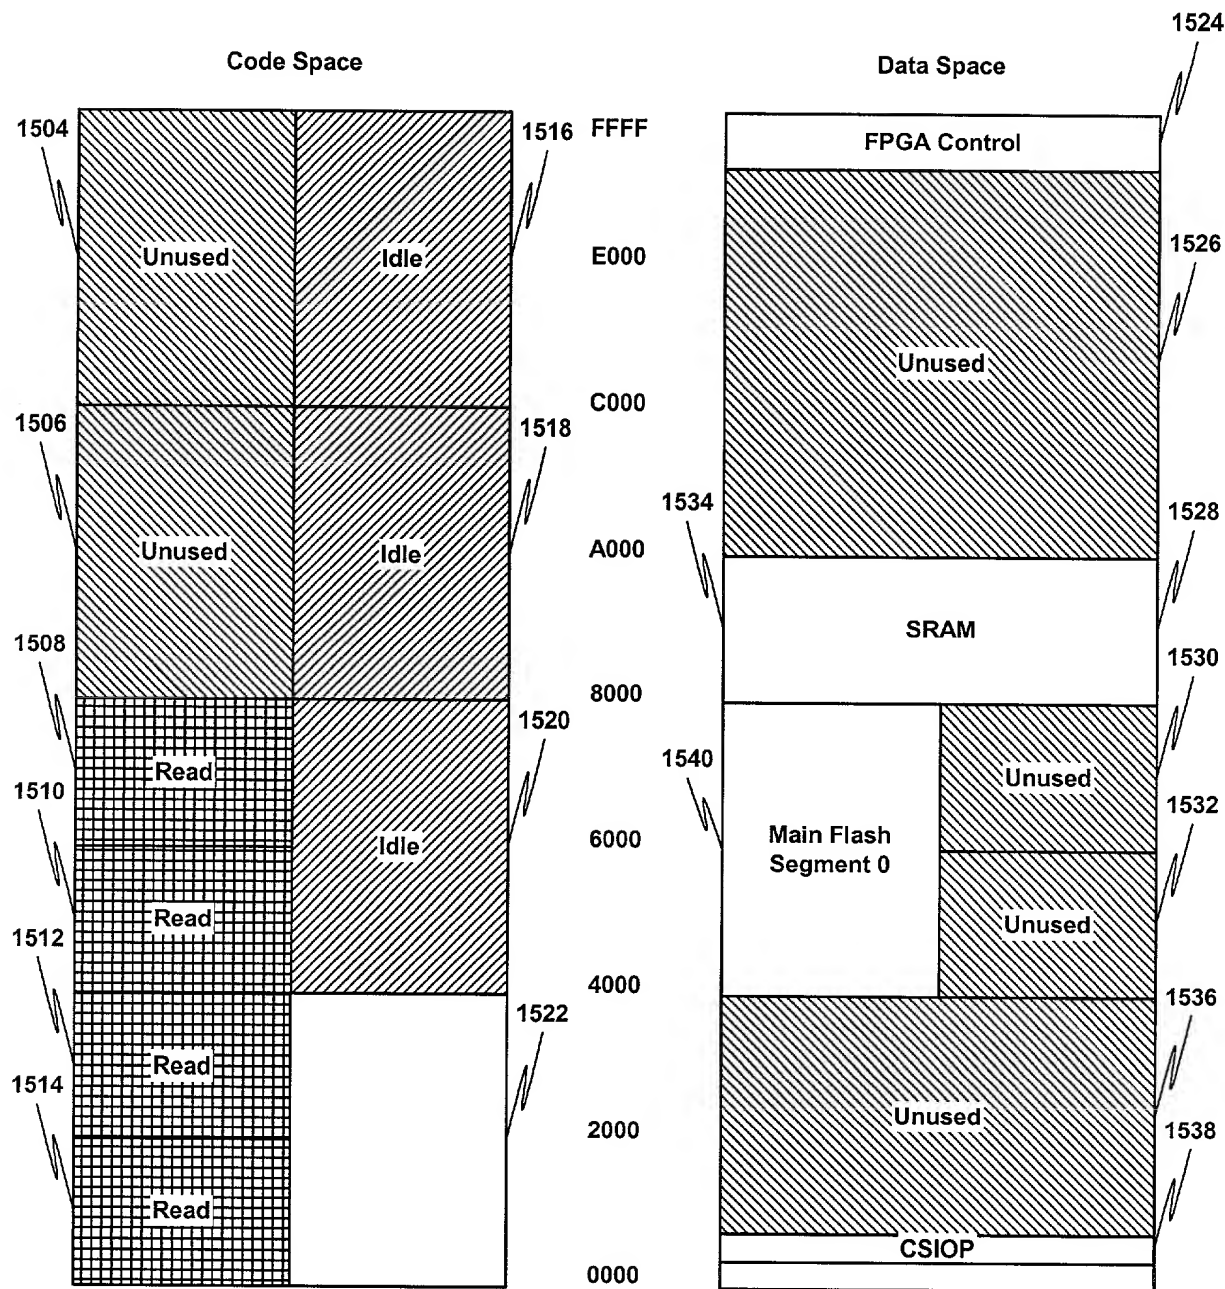 Code Space
1504
1516
Unused
Idle
1506
1518
Unused
Idle
1508
1520
Read
1510
Idle
Read
1512
1522
Read
1514
Read
FFFF
E000
C000
A000
8000
6000
4000
2000
0000
1524
Data Space
FPGA Control
1526
Unused
1534
1528
SRAM
1530
1540
Unused
1532
Main Flash
Segment 0
Unused
1536
Unused
1538
CSIOP